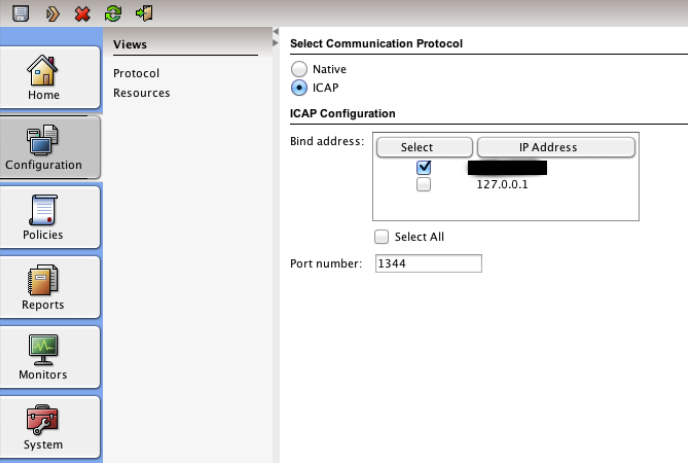 Home
Configuration
Policies
Reports
Monitors
System
Views
Protocol
Resources
Select Communication Protocol
Native
ICAP
ICAP Configuration
Bind address:
Select IP Address
127.0.0.1
Select All
Port number: 1344